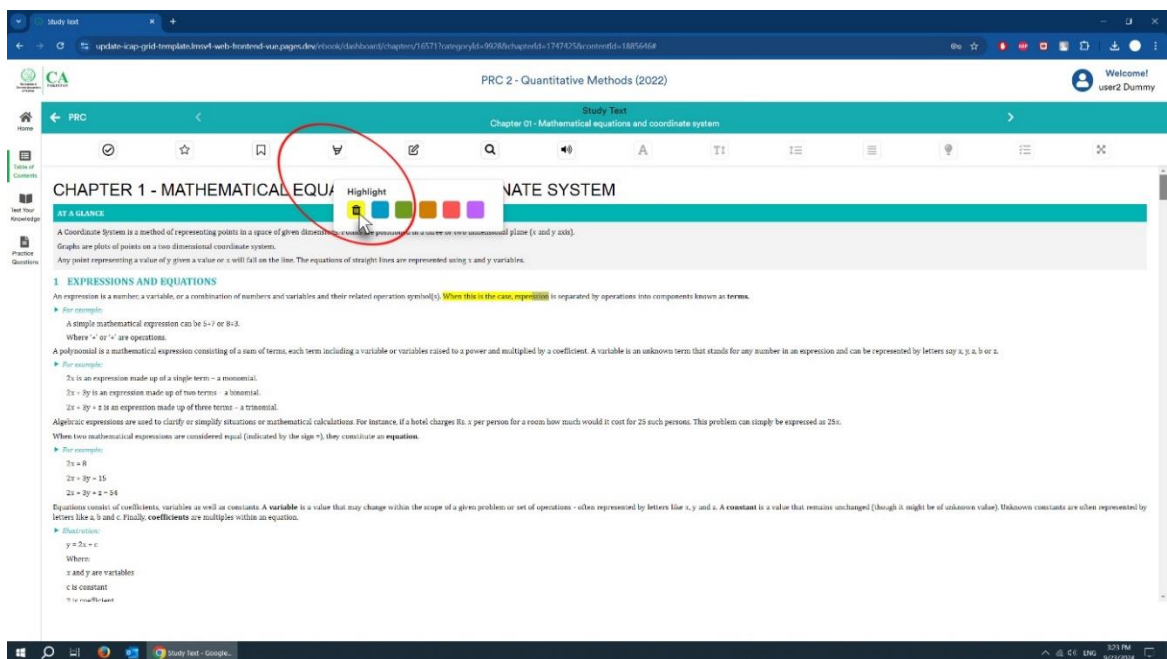 Study Text
update-icap-grid-template.lmsv4-web-frontend-vue.pages.dev/ebook/dashboard/chapters/16571?categoryId=9928&chapterId=1747425&contentId=1885646#
CA
PAKISTAN
PRC 2 - Quantitative Methods (2022)
Welcome!
user2 Dummy
Home
PRC
Study Text
Chapter 01 - Mathematical equations and coordinate system
Table of
Contents
Test Your
Knowledge
Practice
Questions
Highlight
CHAPTER 1 - MATHEMATICAL EQUA NATE SYSTEM
AT A GLANCE
A Coordinate System is a method of representing points in a space of given dimensions. Points are positioned in a three or two dimensional plane (x and y axis).
Graphs are plots of points on a two dimensional coordinate system.
Any point representing a value of y given a value or x will fall on the line. The equations of straight lines are represented using x and y variables.
1 EXPRESSIONS AND EQUATIONS
An expression is a number, a variable, or a combination of numbers and variables and their related operation symbol(s). When this is the case, expression is separated by operations into components known as terms.
For example:
A simple mathematical expression can be 5+7 or 8÷3.
Where '+' or '÷' are operations.
A polynomial is a mathematical expression consisting of a sum of terms, each term including a variable or variables raised to a power and multiplied by a coefficient. A variable is an unknown term that stands for any number in an expression and can be represented by letters say x, y, a, b or z.
For example:
2x is an expression made up of a single term – a monomial.
2x + 3y is an expression made up of two terms – a binomial.
2x + 3y + z is an expression made up of three terms – a trinomial.
Algebraic expressions are used to clarify or simplify situations or mathematical calculations. For instance, if a hotel charges Rs. x per person for a room how much would it cost for 25 such persons. This problem can simply be expressed as 25x.
When two mathematical expressions are considered equal (indicated by the sign =), they constitute an equation.
For example:
2x = 8
2x + 3y = 15
2x + 3y + z = 54
Equations consist of coefficients, variables as well as constants. A variable is a value that may change within the scope of a given problem or set of operations - often represented by letters like x, y and z. A constant is a value that remains unchanged (though it might be of unknown value). Unknown constants are often represented by
letters like a, b and c. Finally, coefficients are multiples within an equation.
Illustration:
y = 2x + c
Where:
x and y are variables
c is constant
2 is coefficient
Study Text - Google...
ENG
3:23 PM